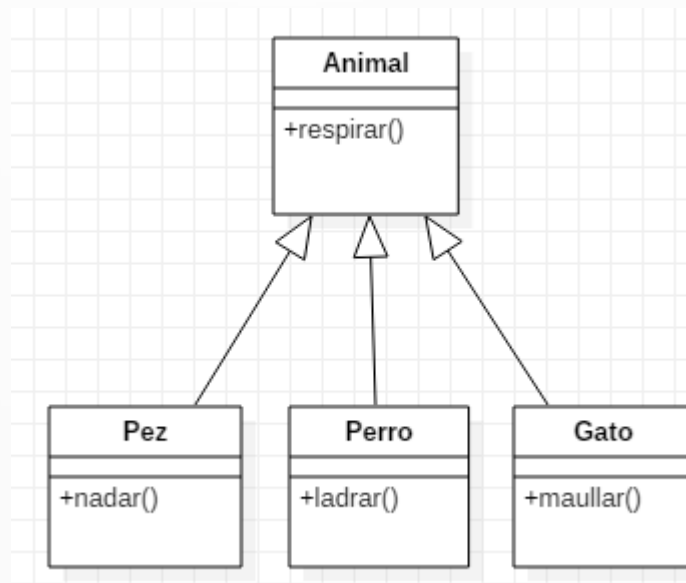 Animal
+respirar()
Pez
+nadar()
Perro
+ladrar()
Gato
+maullar()